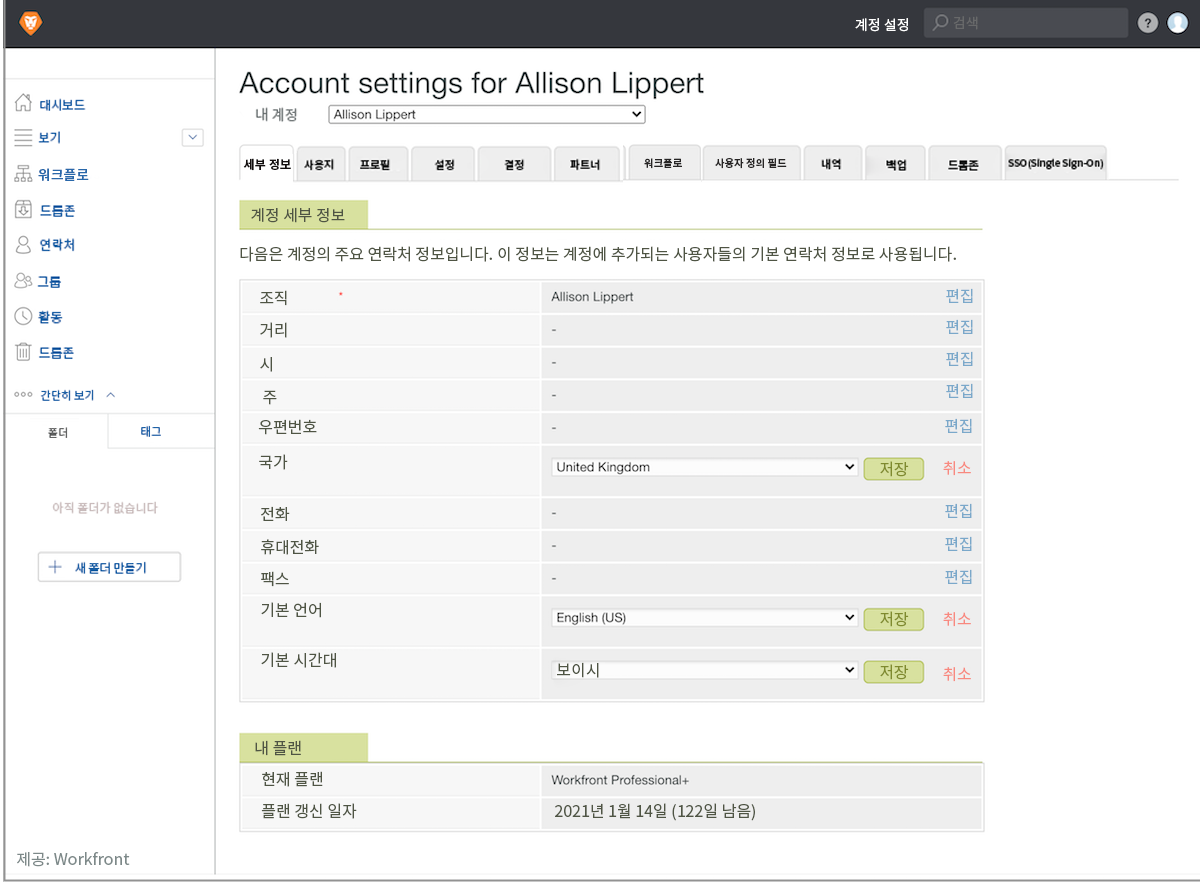 계정 설정
검색
?
Account settings for Allison Lippert
내 계정 Allison Lippert
대시보드
보기
워크플로
드롭존
연락처
그룹
활동
드롭존
간단히 보기
폴더 태그
아직 폴더가 없습니다
새 폴더 만들기
세부 정보 사용지 프로필 설정 결정 파트너 워크플로 사용자 정의 필드 내역 백업 드롭존 SSO(Single Sign-On)
계정 세부 정보
다음은 계정의 주요 연락처 정보입니다. 이 정보는 계정에 추가되는 사용자들의 기본 연락처 정보로 사용됩니다.
조직 * Allison Lippert 편집
거리 - 편집
시 - 편집
주 - 편집
우편번호 - 편집
국가 United Kingdom 저장 취소
전화 - 편집
휴대전화 - 편집
팩스 - 편집
기본 언어 English (US) 저장 취소
기본 시간대 보이시 저장 취소
내 플랜
현재 플랜 Workfront Professional+
플랜 갱신 일자 2021년 1월 14일 (122일 남음)
제공: Workfront